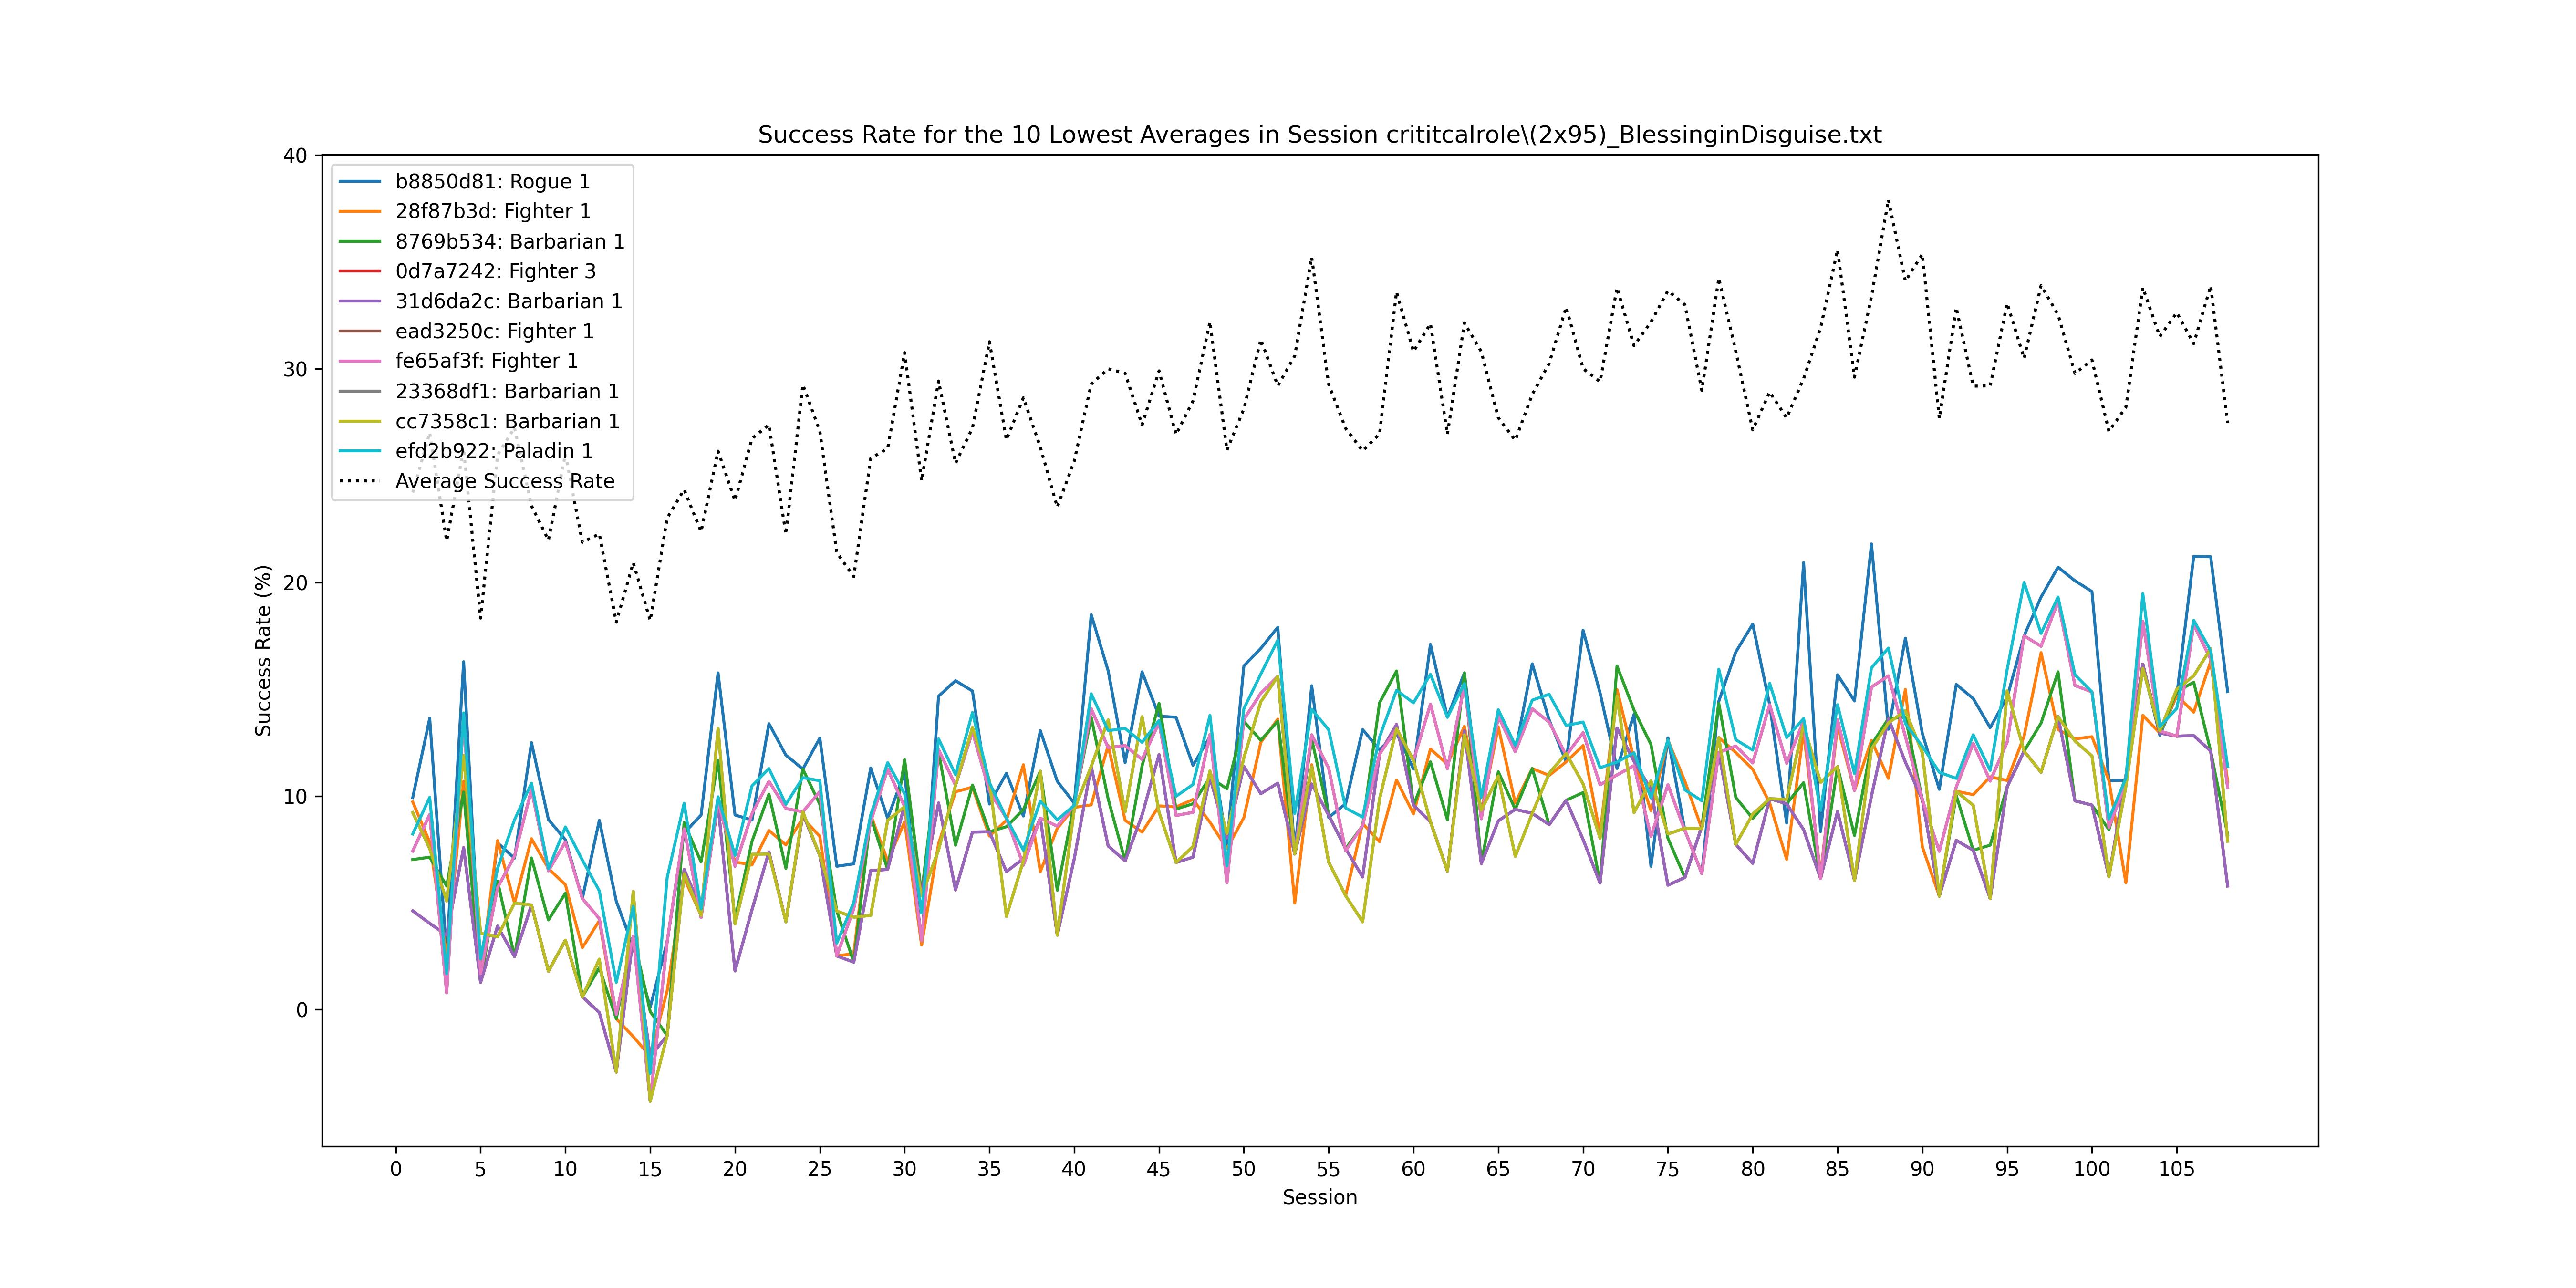 Success Rate for the 10 Lowest Averages in Session crititcalrole\(2x95)_BlessinginDisguise.txt
40
30
20
10
0
Success Rate (%)
b8850d81: Rogue 1
28f87b3d: Fighter 1
8769b534: Barbarian 1
0d7a7242: Fighter 3
31d6da2c: Barbarian 1
ead3250c: Fighter 1
fe65af3f: Fighter 1
23368df1: Barbarian 1
cc7358c1: Barbarian 1
efd2b922: Paladin 1
Average Success Rate
0 5 10 15 20 25 30 35 40 45 50 55 60 65 70 75 80 85 90 95 100 105
Session